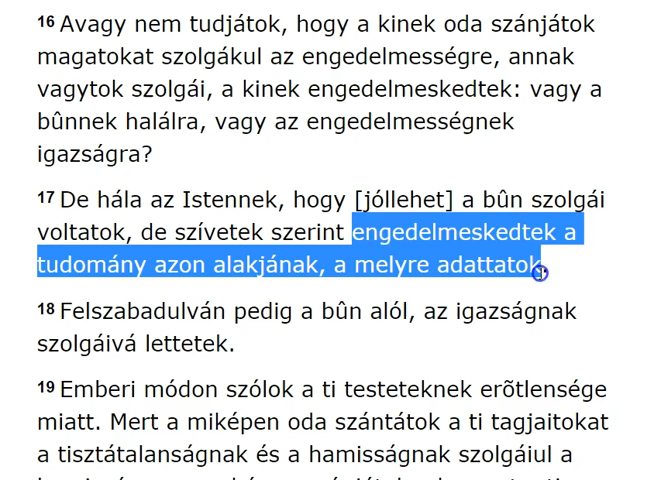 16 Avagy nem tudjátok, hogy a kinek oda szánjátok
magatokat szolgákul az engedelmességre, annak
vagytok szolgái, a kinek engedelmeskedtek: vagy a
bûnnek halálra, vagy az engedelmességnek
igazságra?
17 De hála az Istennek, hogy [jóllehet] a bûn szolgái
voltatok, de szívetek szerint engedelmeskedtek a
tudomány azon alakjának, a melyre adattatok
18 Felszabadulván pedig a bûn alól, az igazságnak
szolgáivá lettetek.
19 Emberi módon szólok a ti testeteknek erõtlensége
miatt. Mert a miképen oda szántátok a ti tagjaitokat
a tisztátalanságnak és a hamisságnak szolgáiul a